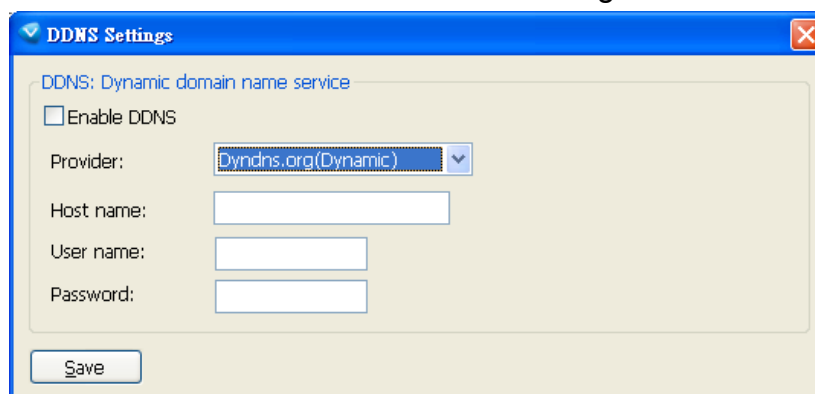 DDNS Settings
DDNS: Dynamic domain name service
Enable DDNS
Provider: Dyndns.org(Dynamic)
Host name:
User name:
Password:
Save